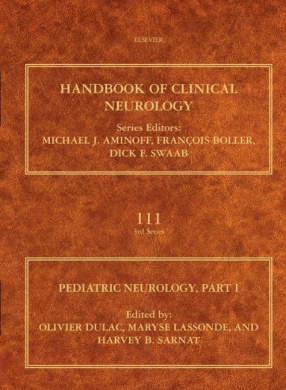 ELSEVIER
HANDBOOK OF CLINICAL
NEUROLOGY
Series Editors:
MICHAEL J. AMINOFF, FRANÇOIS BOLLER,
DICK F. SWAAB
111
3rd Series
PEDIATRIC NEUROLOGY, PART I
Edited by:
OLIVIER DULAC, MARYSE LASSONDE, AND
HARVEY B. SARNAT